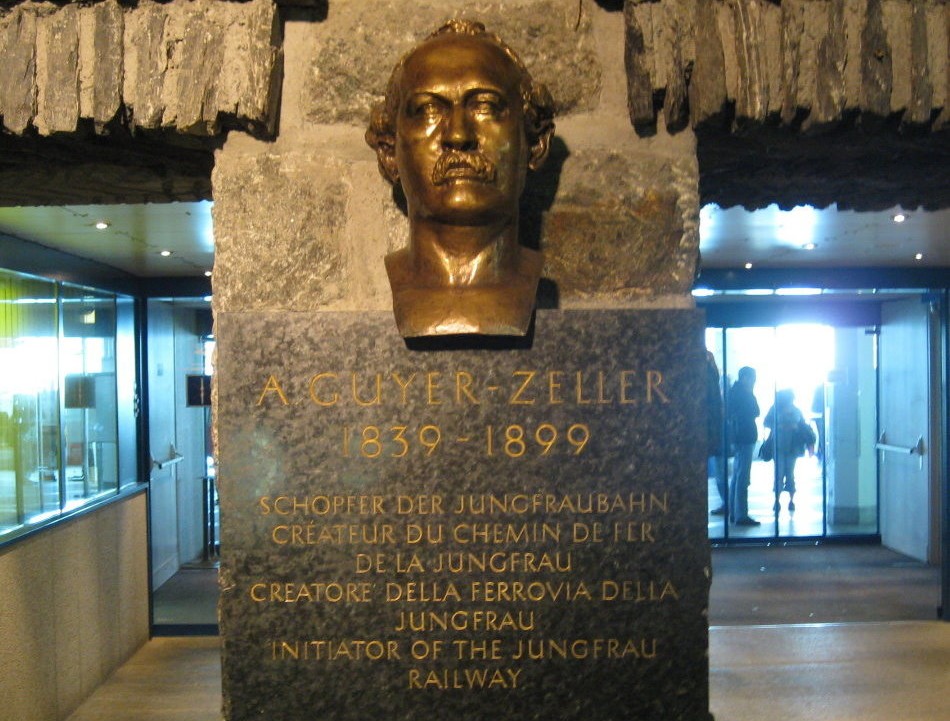 A. GUYER-ZELLER
1839 - 1899
SCHÖPFER DER JUNGFRAUBAHN
CRÉATEUR DU CHEMIN DE FER
DE LA JUNGFRAU
CREATORE DELLA FERROVIA DELLA
JUNGFRAU
INITIATOR OF THE JUNGFRAU
RAILWAY